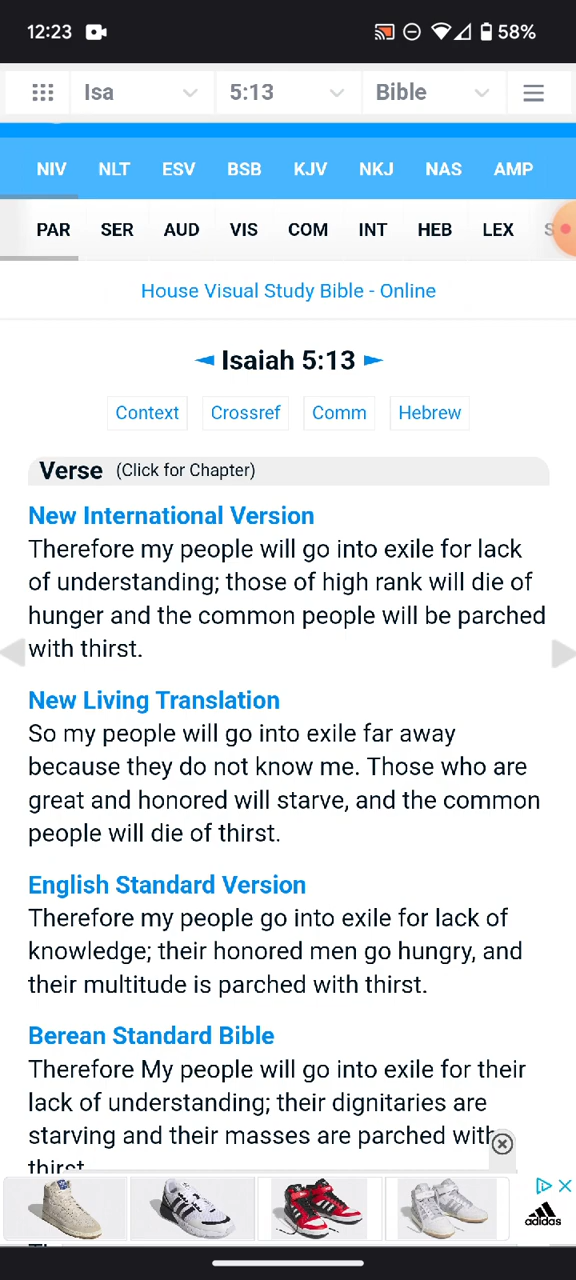 12:23 58%
Isa 5:13 Bible
NIV NLT ESV BSB KJV NKJ NAS AMP
PAR SER AUD VIS COM INT HEB LEX S
House Visual Study Bible - Online
◄ Isaiah 5:13 ►
Context Crossref Comm Hebrew
Verse (Click for Chapter)
New International Version
Therefore my people will go into exile for lack
of understanding; those of high rank will die of
hunger and the common people will be parched
with thirst.
New Living Translation
So my people will go into exile far away
because they do not know me. Those who are
great and honored will starve, and the common
people will die of thirst.
English Standard Version
Therefore my people go into exile for lack of
knowledge; their honored men go hungry, and
their multitude is parched with thirst.
Berean Standard Bible
Therefore My people will go into exile for their
lack of understanding; their dignitaries are
starving and their masses are parched with
thirst
adidas